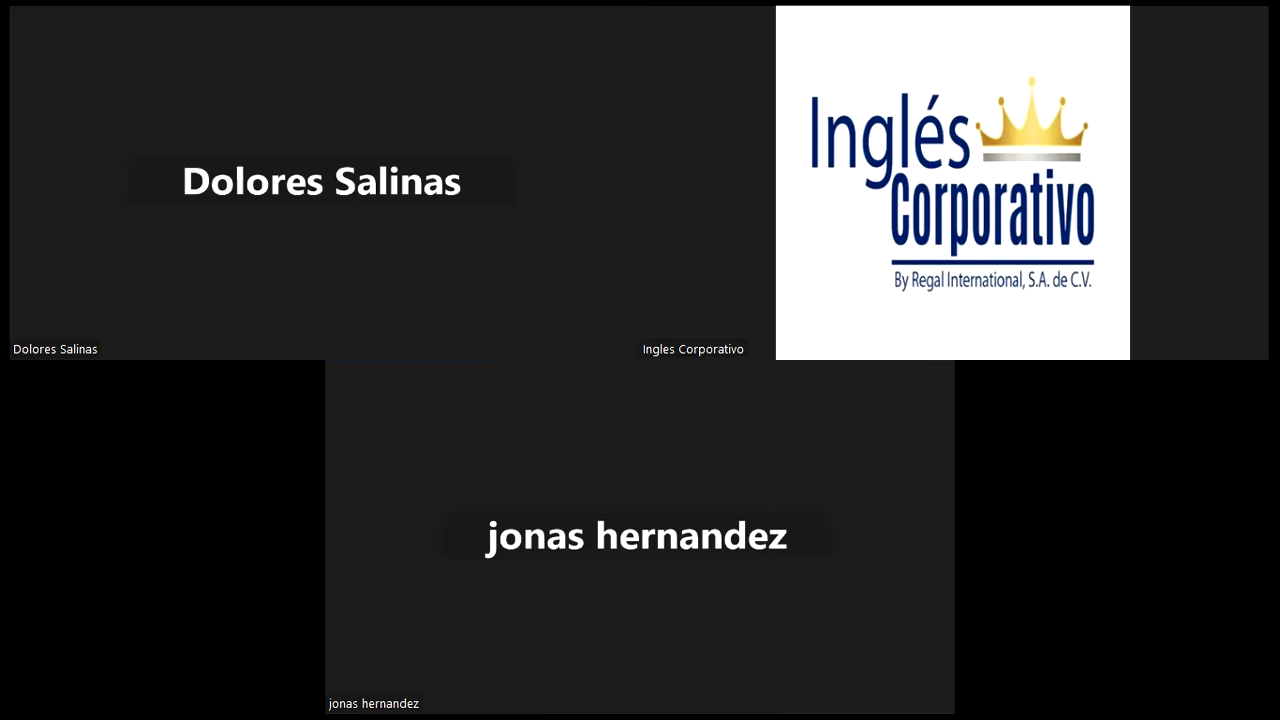 Dolores Salinas
Dolores Salinas
Inglés
Corporativo
By Regal International, S.A. de C.V.
Ingles Corporativo
jonas hernandez
jonas hernandez